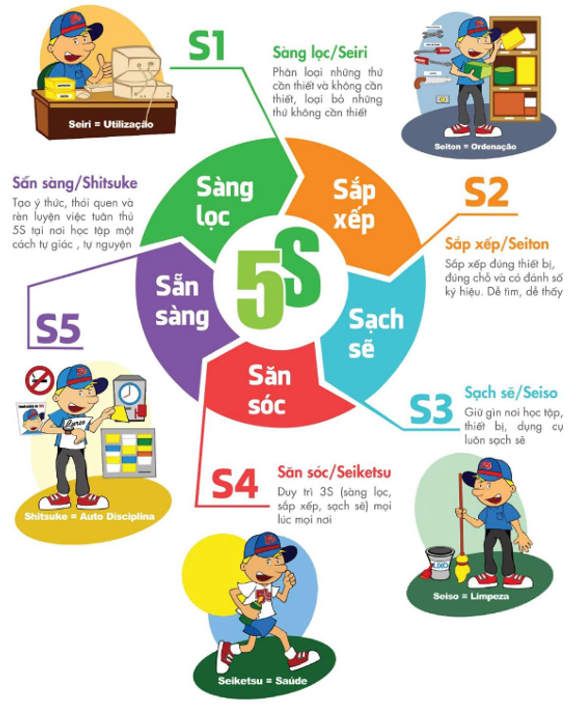 S1
Sàng lọc/Seiri
Phân loại những thứ
cần thiết và không cần
thiết, loại bỏ những
thứ không cần thiết
Seiri = Utilização
Seiton = Ordenação
Sẵn sàng/Shitsuke
Tạo ý thức, thói quen và
rèn luyện việc tuân thủ
5S tại nơi học tập một
cách tự giác , tự nguyện
Sàng
lọc
Sắp
xếp
S2
Sắp xếp/Seiton
Sắp xếp đúng thiết bị,
đúng chỗ và có đánh số
ký hiệu. Dễ tìm, dễ thấy
5S
Sẵn
sàng
Sạch
sẽ
Săn
sóc
S5
S3
Sạch sẽ/Seiso
Giữ gìn nơi học tập,
thiết bị, dụng cụ
luôn sạch sẽ
S4
Săn sóc/Seiketsu
Duy trì 3S (sàng lọc,
sắp xếp, sạch sẽ) mọi
lúc mọi nơi
Shitsuke = Auto Disciplina
LIXO
Seiso = Limpeza
Seiketsu = Saúde